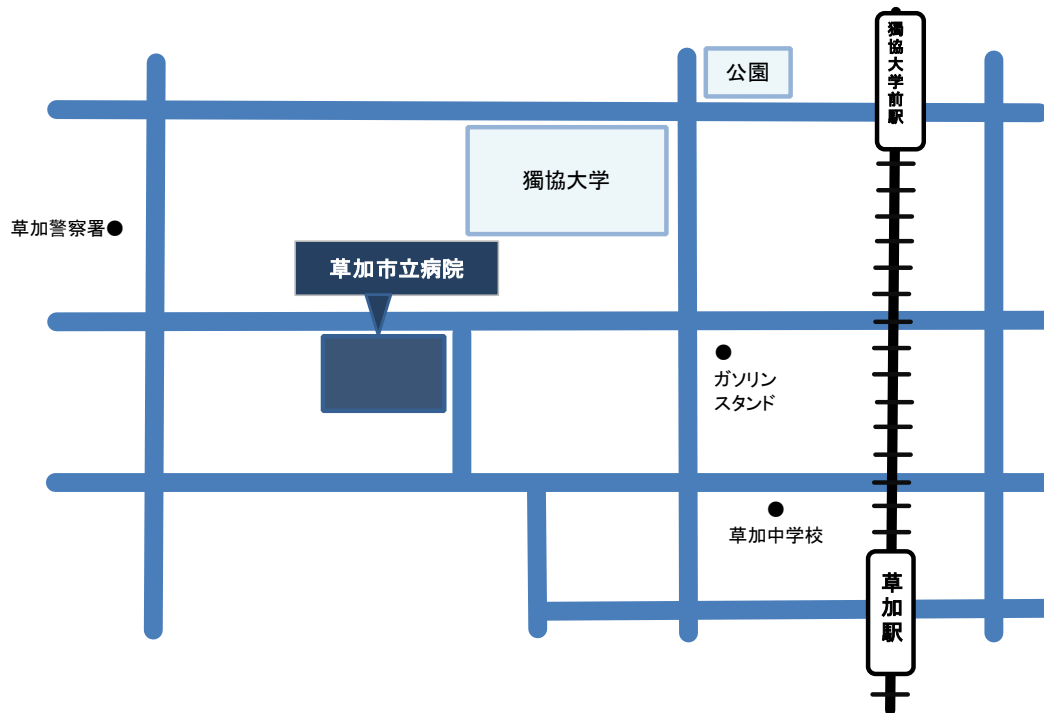 獨協大学前駅
公園
獨協大学
草加警察署
草加市立病院
ガソリン
スタンド
草加中学校
草加駅